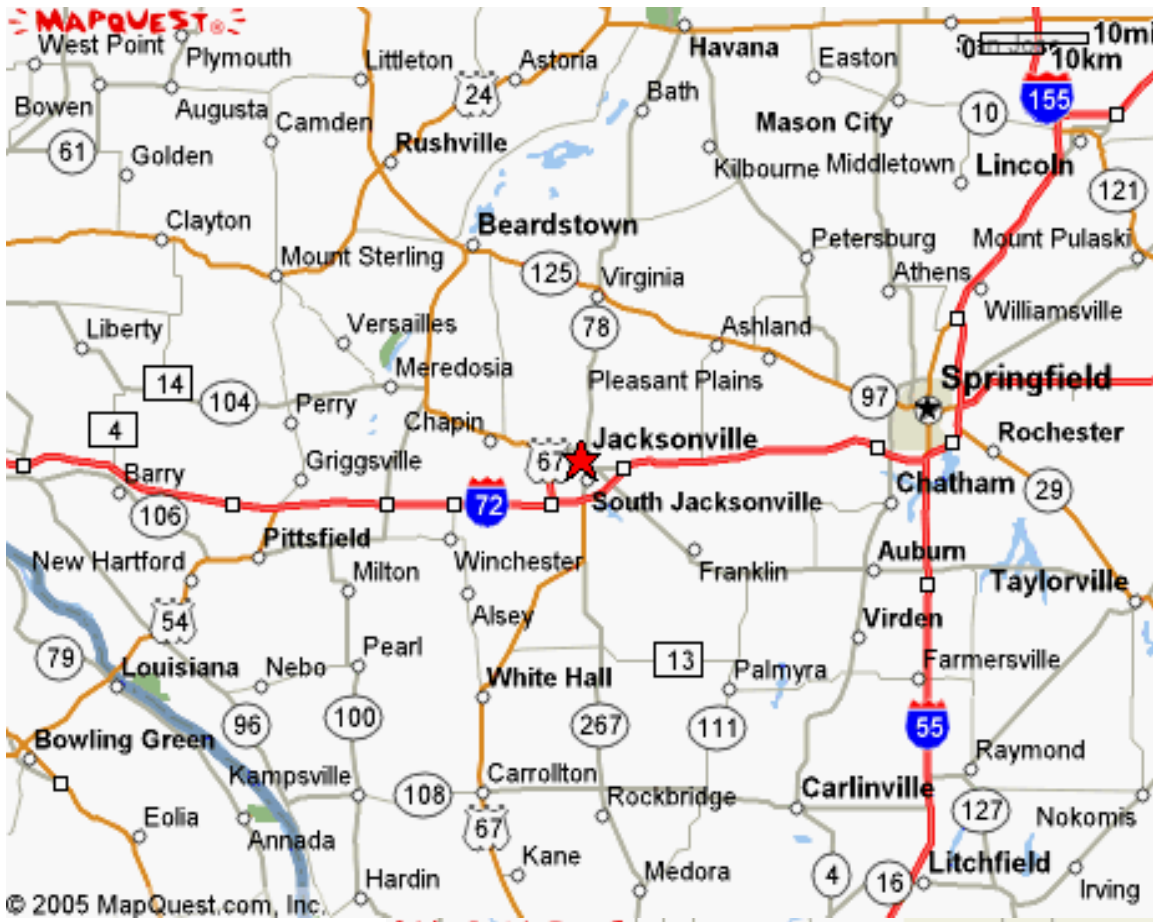 MAPQUEST®
10mi
West Point
Plymouth
Littleton
Astoria
Havana
Easton
0
10km
24
155
Bowen
Augusta
Bath
10
Camden
Mason City
61
Rushville
Golden
Kilbourne
Middletown
Lincoln
121
Clayton
Beardstown
Petersburg
Mount Pulaski
Mount Sterling
125
Virginia
Athens
78
Williamsville
Liberty
Versailles
Ashland
Meredosia
14
Pleasant Plains
Springfield
104
97
Perry
4
Chapin
Jacksonville
Rochester
67
Griggsville
Barry
Chatham
29
72
South Jacksonville
106
Pittsfield
Auburn
New Hartford
Winchester
Milton
Franklin
Taylorville
54
Alsey
Virden
79
Pearl
13
Louisiana
Nebo
White Hall
Palmyra
Farmersville
96
100
267
111
55
Bowling Green
Raymond
Kampsville
Carrollton
108
Rockbridge
Carlinville
Eolia
127
Nokomis
Annada
67
Kane
Medora
Litchfield
Hardin
4
16
Irving
© 2005 MapQuest.com, Inc.